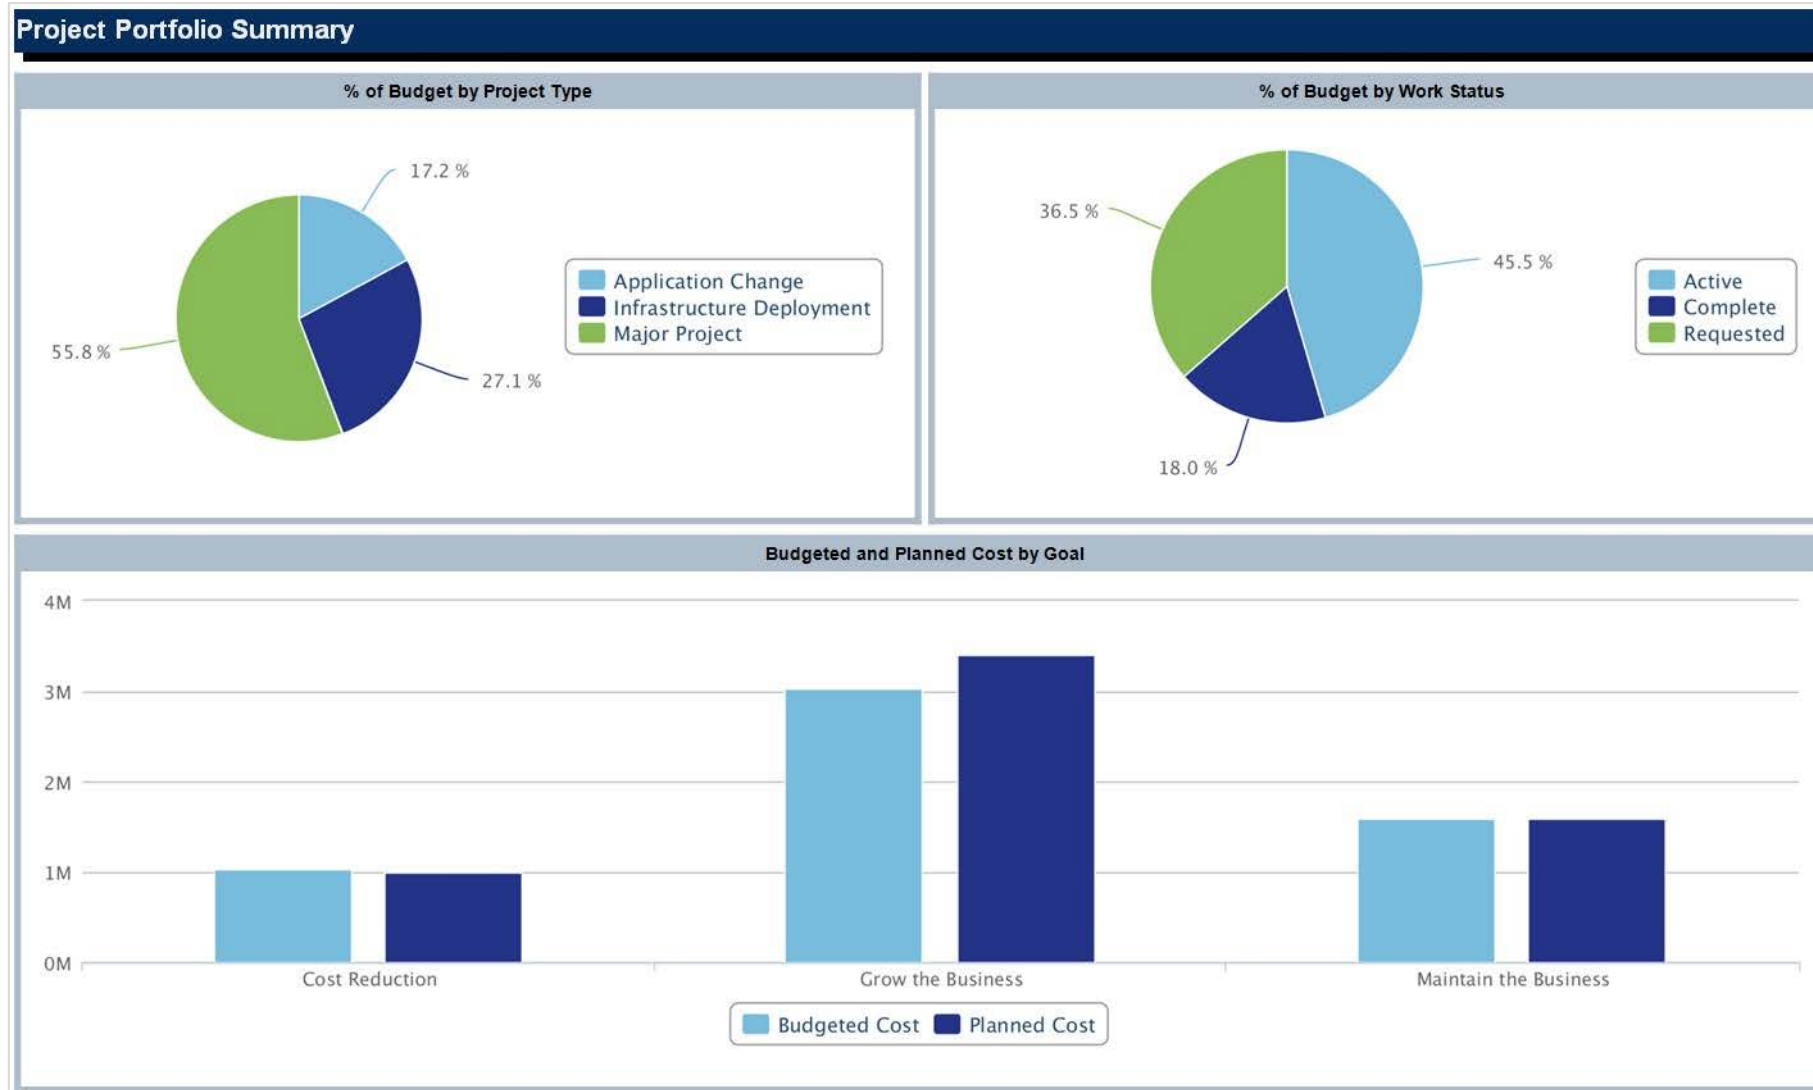 Project Portfolio Summary
% of Budget by Project Type
17.2 %
55.8 %
27.1 %
Application Change
Infrastructure Deployment
Major Project
% of Budget by Work Status
36.5 %
45.5 %
18.0 %
Active
Complete
Requested
Budgeted and Planned Cost by Goal
4M
3M
2M
1M
0M
Cost Reduction
Grow the Business
Maintain the Business
Budgeted Cost
Planned Cost